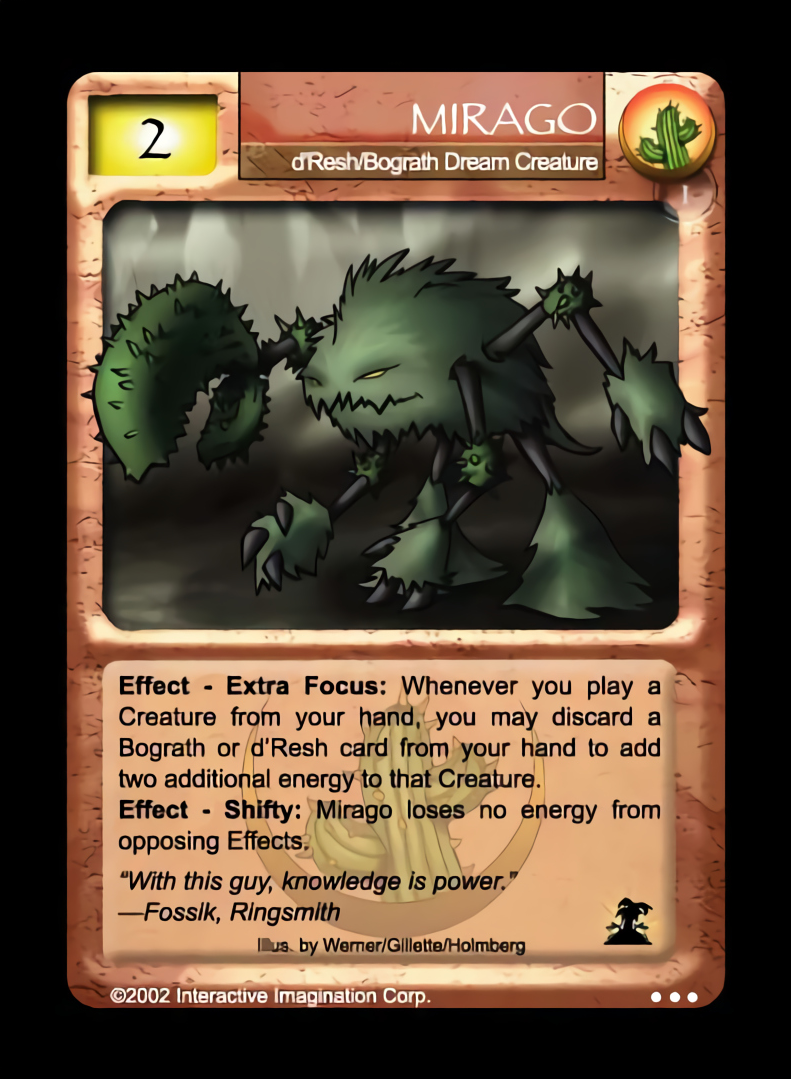 2
MIRAGO
d'Resh/Bograth Dream Creature
1
Effect - Extra Focus: Whenever you play a
Creature from your hand, you may discard a
Bograth or d'Resh card from your hand to add
two additional energy to that Creature.
Effect - Shifty: Mirago loses no energy from
opposing Effects.
"With this guy, knowledge is power."
—Fossik, Ringsmith
Illus. by Werner/Gillette/Holmberg
©2002 Interactive Imagination Corp.